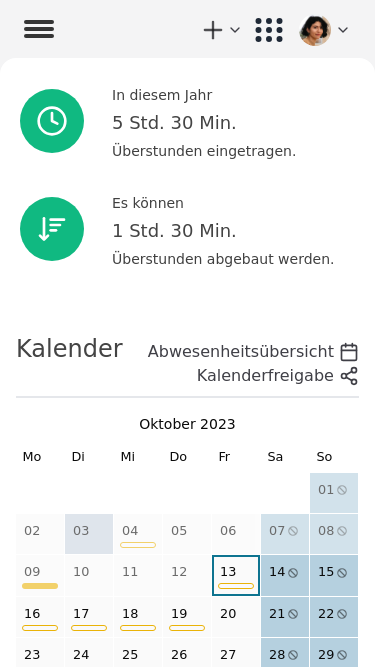 In diesem Jahr
5 Std. 30 Min.
Überstunden eingetragen.
Es können
1 Std. 30 Min.
Überstunden abgebaut werden.
Kalender
Abwesenheitsübersicht
Kalenderfreigabe
Oktober 2023
Mo Di Mi Do Fr Sa So
01
02 03 04 05 06 07 08
09 10 11 12 13 14 15
16 17 18 19 20 21 22
23 24 25 26 27 28 29